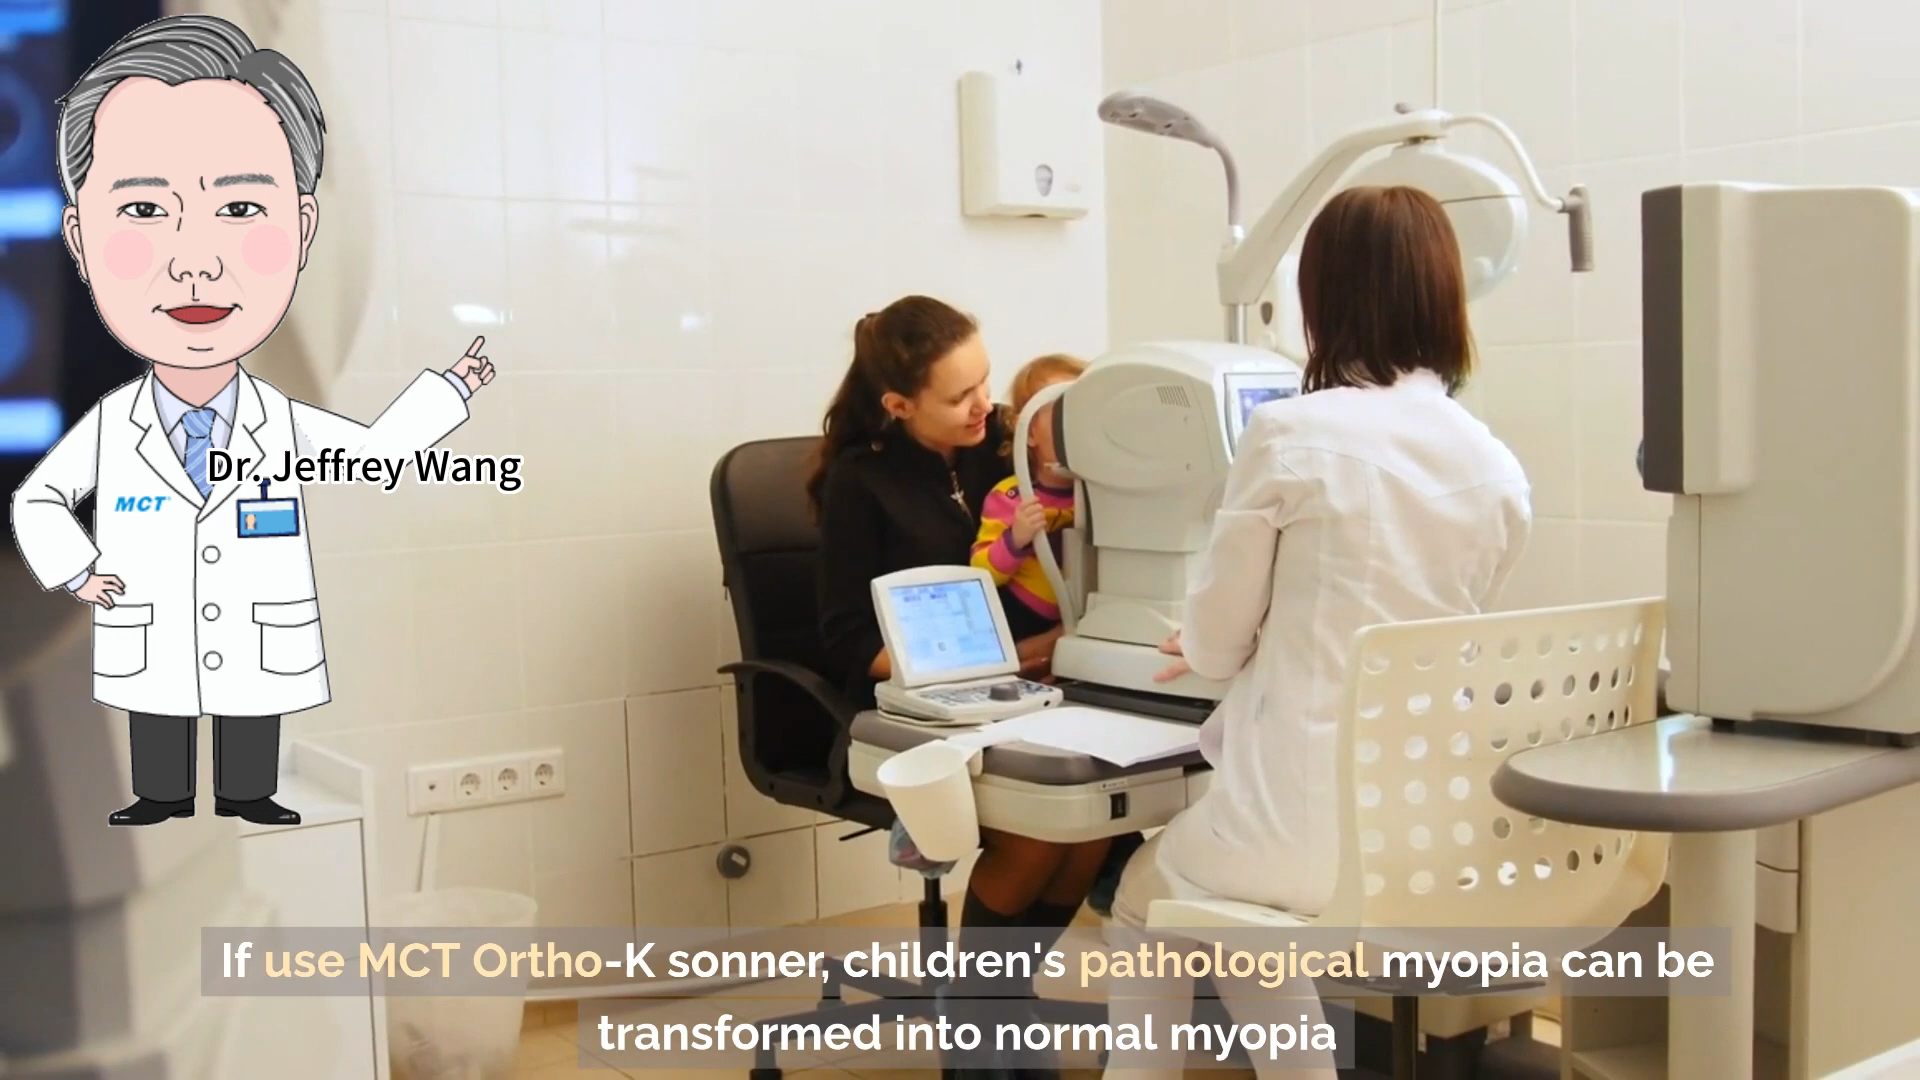 Dr. Jeffrey Wang
MCT
If use MCT Ortho-K sonner, children's pathological myopia can be
transformed into normal myopia